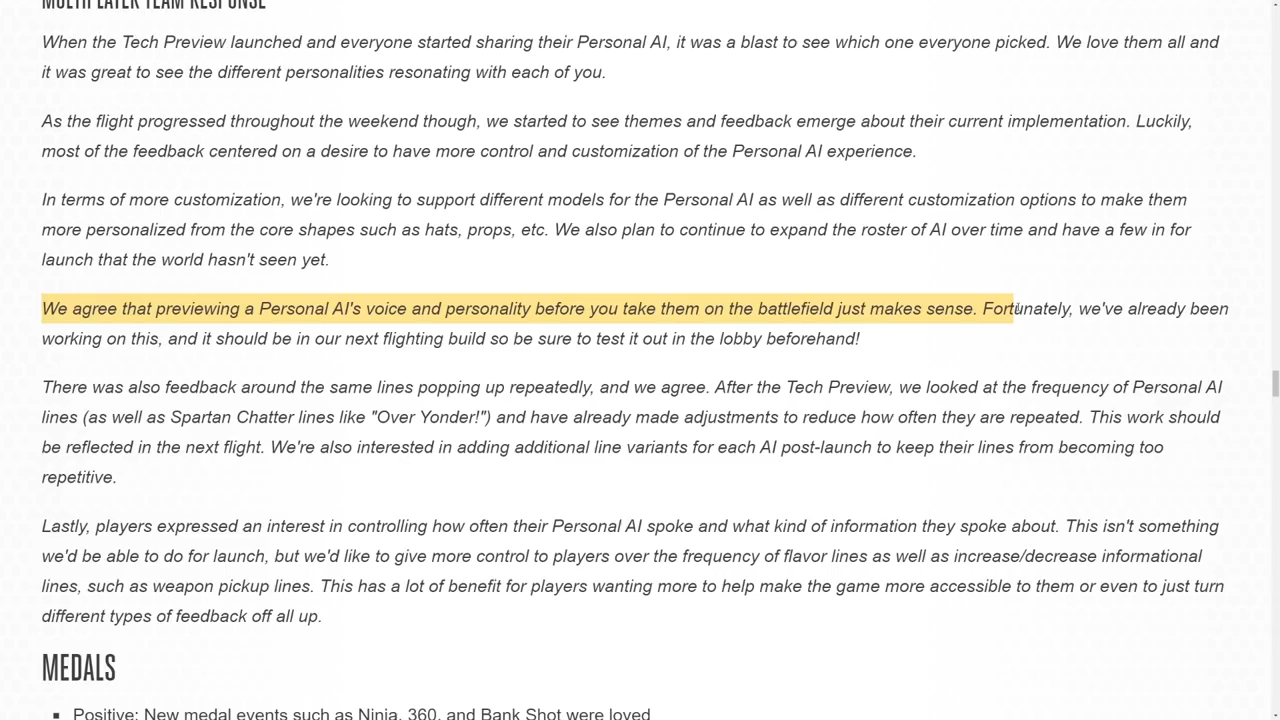 MULTIPLAYER TEAM RESPONSE
When the Tech Preview launched and everyone started sharing their Personal AI, it was a blast to see which one everyone picked. We love them all and
it was great to see the different personalities resonating with each of you.
As the flight progressed throughout the weekend though, we started to see themes and feedback emerge about their current implementation. Luckily,
most of the feedback centered on a desire to have more control and customization of the Personal AI experience.
In terms of more customization, we're looking to support different models for the Personal AI as well as different customization options to make them
more personalized from the core shapes such as hats, props, etc. We also plan to continue to expand the roster of AI over time and have a few in for
launch that the world hasn't seen yet.
We agree that previewing a Personal AI's voice and personality before you take them on the battlefield just makes sense. Fortunately, we've already been
working on this, and it should be in our next flighting build so be sure to test it out in the lobby beforehand!
There was also feedback around the same lines popping up repeatedly, and we agree. After the Tech Preview, we looked at the frequency of Personal AI
lines (as well as Spartan Chatter lines like "Over Yonder!") and have already made adjustments to reduce how often they are repeated. This work should
be reflected in the next flight. We're also interested in adding additional line variants for each AI post-launch to keep their lines from becoming too
repetitive.
Lastly, players expressed an interest in controlling how often their Personal AI spoke and what kind of information they spoke about. This isn't something
we'd be able to do for launch, but we'd like to give more control to players over the frequency of flavor lines as well as increase/decrease informational
lines, such as weapon pickup lines. This has a lot of benefit for players wanting more to help make the game more accessible to them or even to just turn
different types of feedback off all up.
MEDALS
▪ Positive: New medal events such as Ninja, 360, and Bank Shot were loved